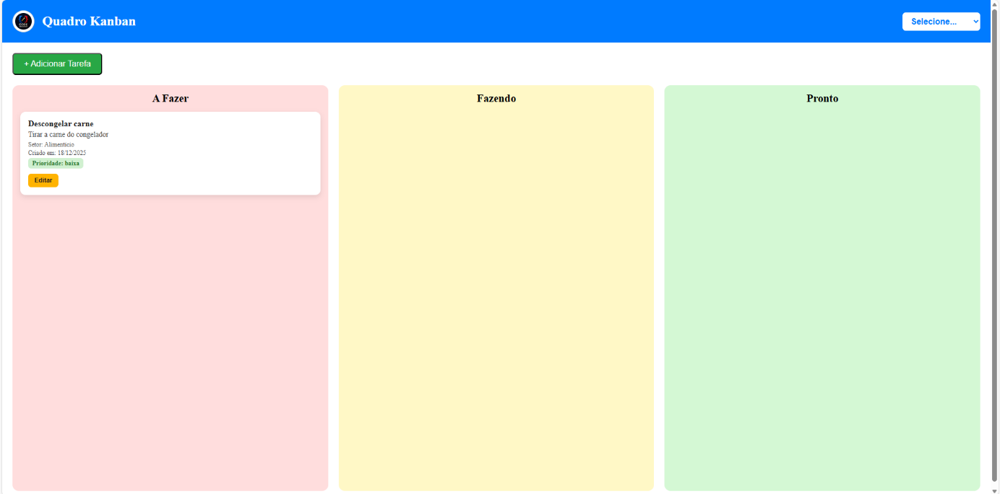 Quadro Kanban
Selecione...
+ Adicionar Tarefa
A Fazer
Descongelar carne
Tirar a carne do congelador
Setor: Alimenticio
Criado em: 18/12/2025
Prioridade: baixa
Editar
Fazendo
Pronto